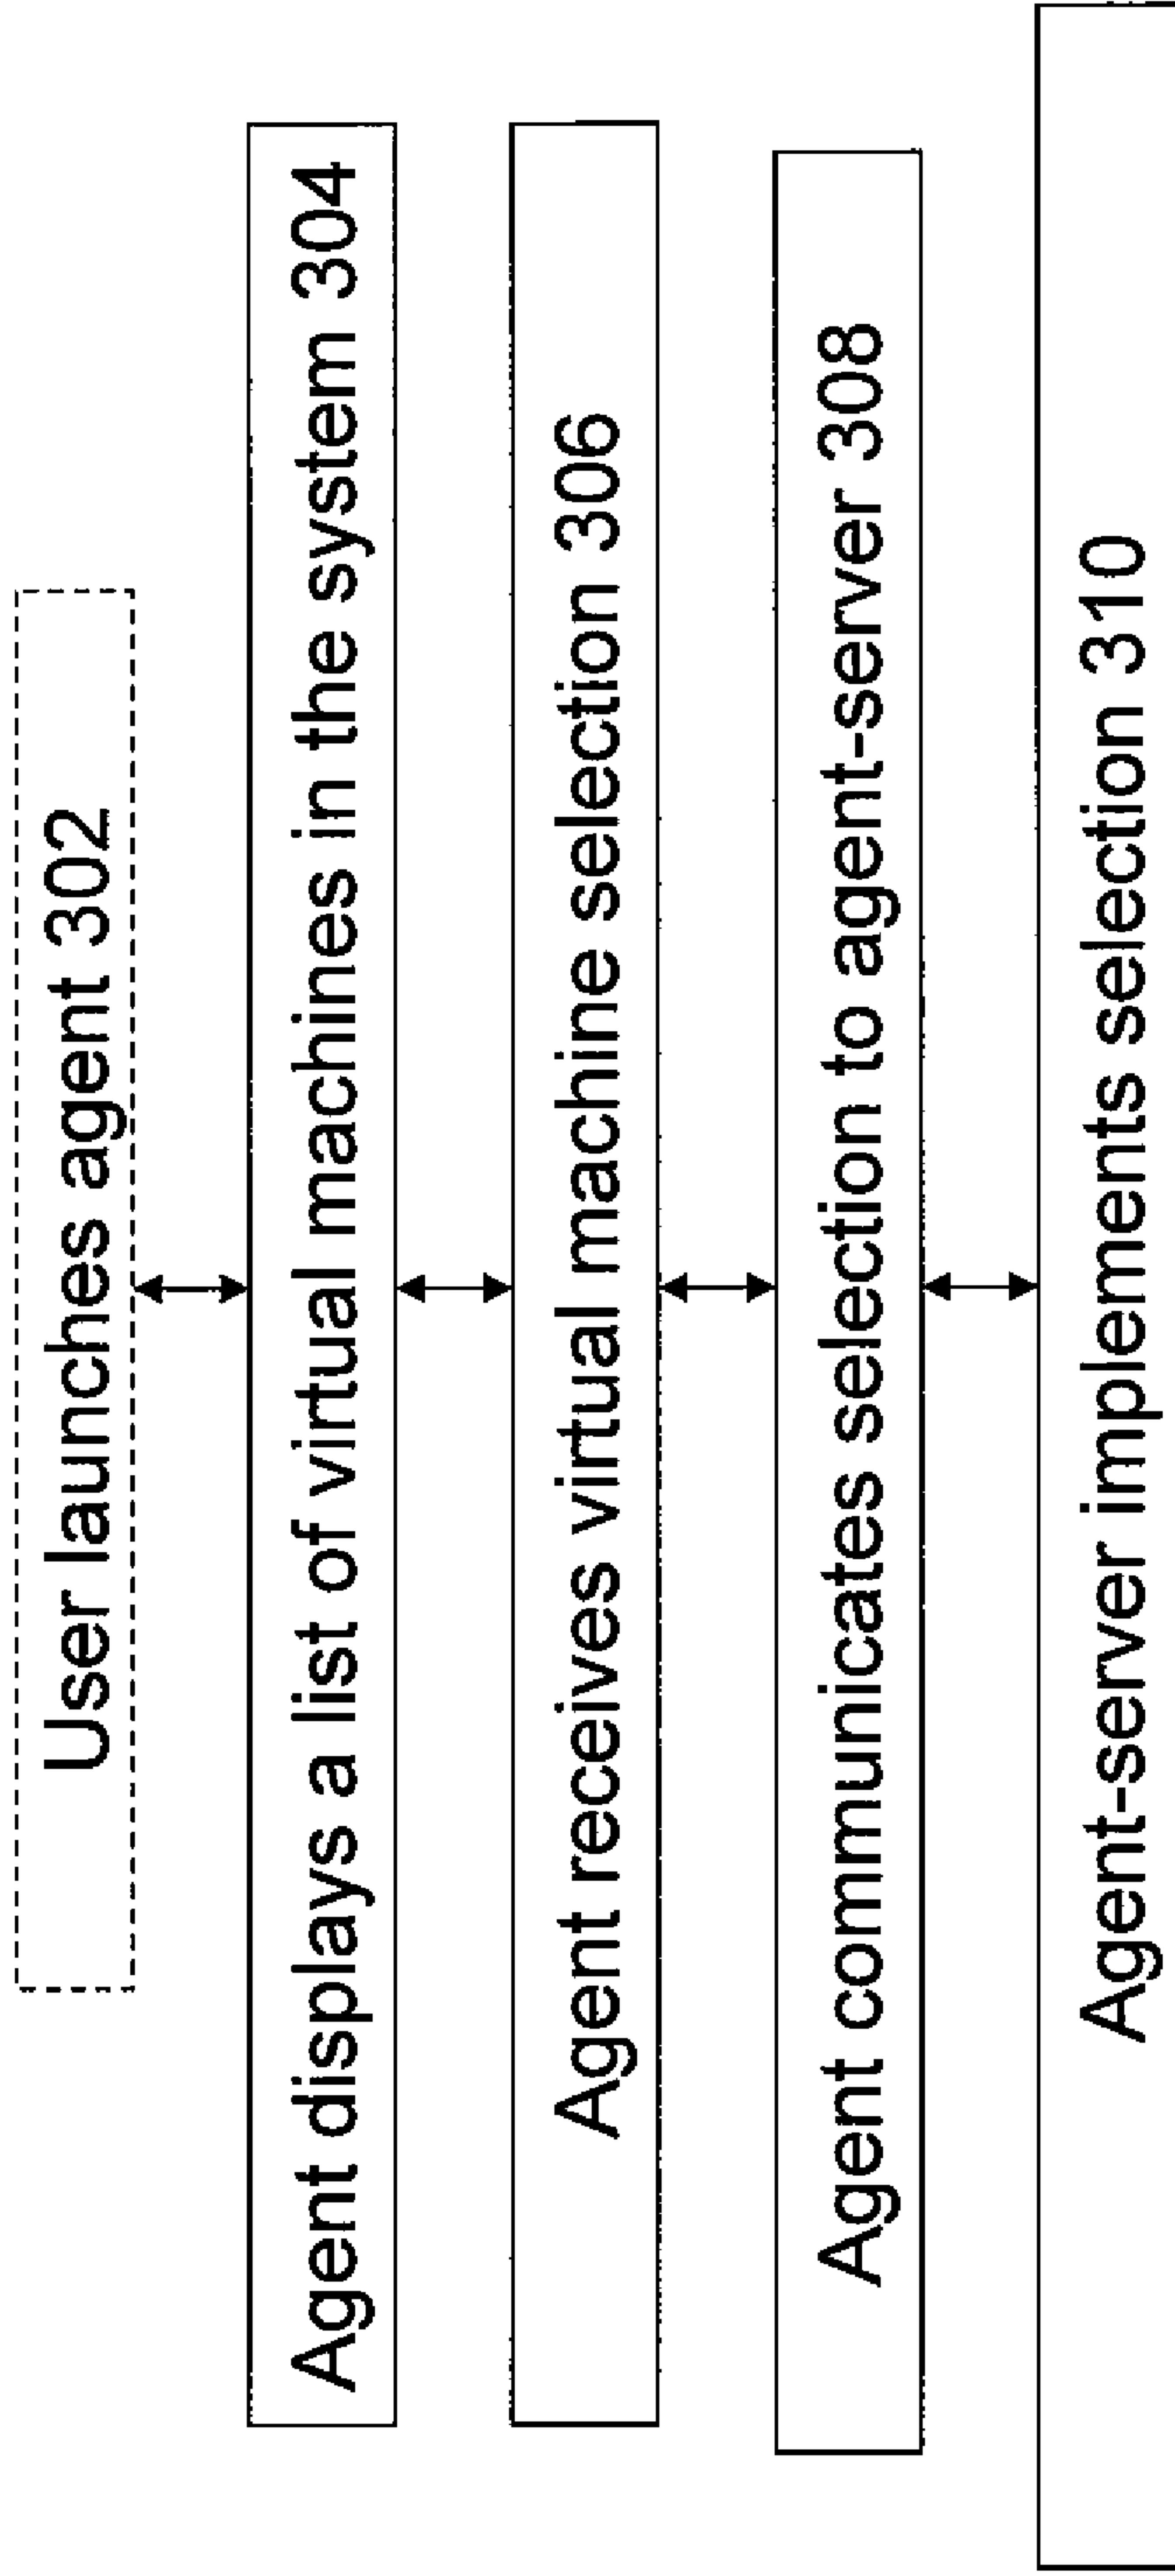 User launches agent 302
Agent displays a list of virtual machines in the system 304
Agent receives virtual machine selection 306
Agent communicates selection to agent-server 308
Agent-server implements selection 310